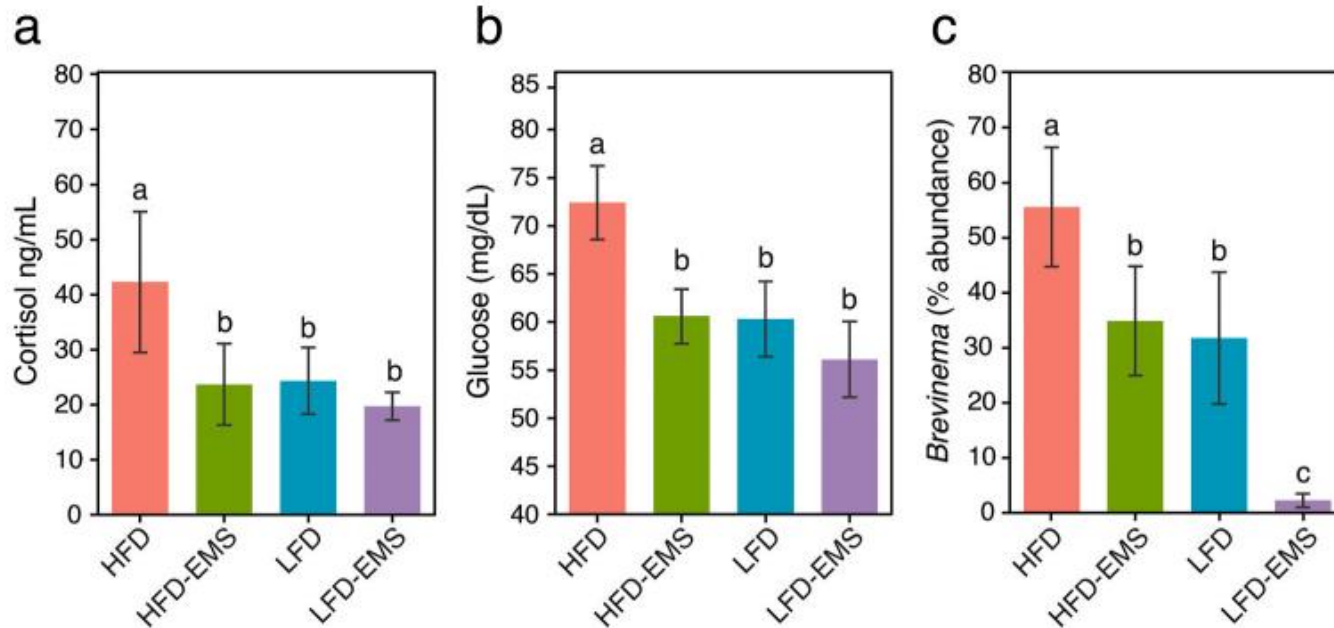 a
Cortisol ng/mL
80
70
60
50
40
30
20
10
0
a
b
b
b
HFD
HFD-EMS
LFD
LFD-EMS
b
Glucose (mg/dL)
85
80
75
70
65
60
55
50
45
40
a
b
b
b
HFD
HFD-EMS
LFD
LFD-EMS
c
Brevinema (% abundance)
80
70
60
50
40
30
20
10
0
a
b
b
c
HFD
HFD-EMS
LFD
LFD-EMS